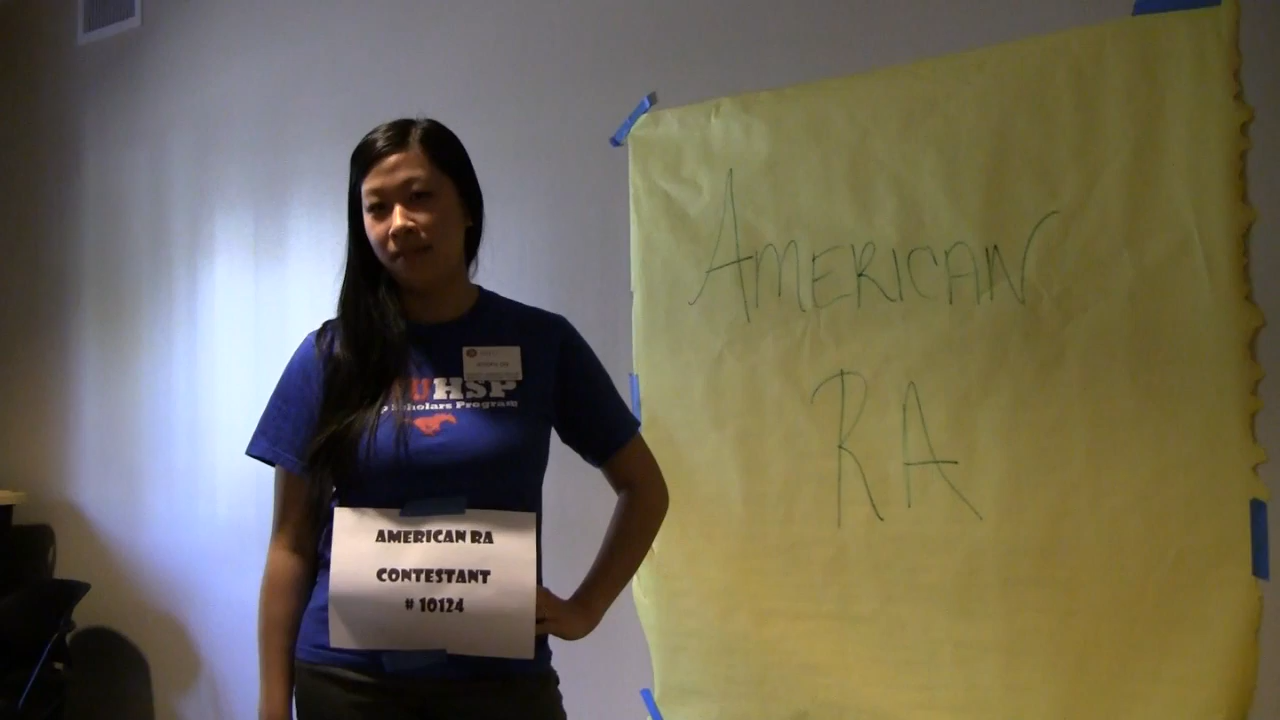 AMERICAN
RA
UHSP
Scholars Program
AMERICAN RA
CONTESTANT
# 10124